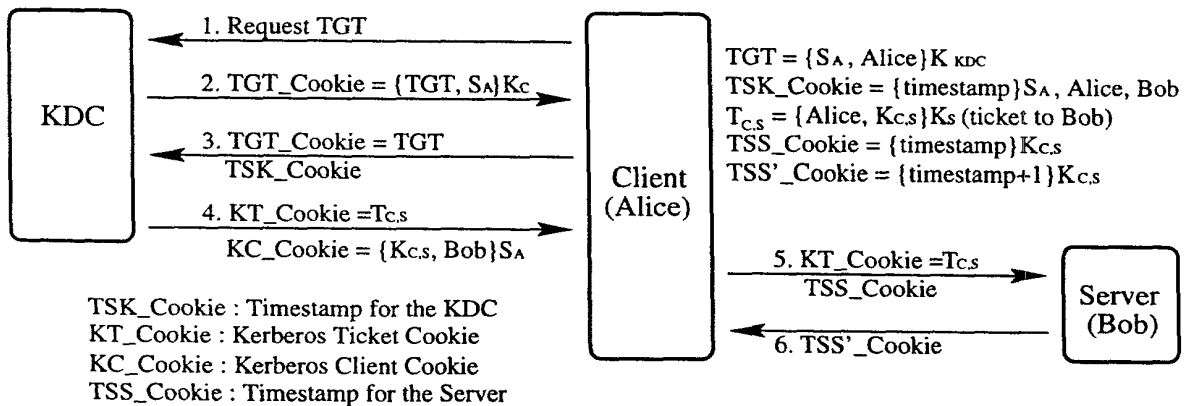 KDC
1. Request TGT
2. TGT_Cookie = {TGT, SA}KC
3. TGT_Cookie = TGT
TSK_Cookie
4. KT_Cookie =TC,S
KC_Cookie = {KC,S, Bob}SA
Client
(Alice)
TGT = {SA, Alice}K KDC
TSK_Cookie = {timestamp}SA, Alice, Bob
TC,S = {Alice, KC,S}KS (ticket to Bob)
TSS_Cookie = {timestamp}KC,S
TSS'_Cookie = {timestamp+1}KC,S
5. KT_Cookie =TC,S
TSS_Cookie
6. TSS'_Cookie
Server
(Bob)
TSK_Cookie : Timestamp for the KDC
KT_Cookie : Kerberos Ticket Cookie
KC_Cookie : Kerberos Client Cookie
TSS_Cookie : Timestamp for the Server